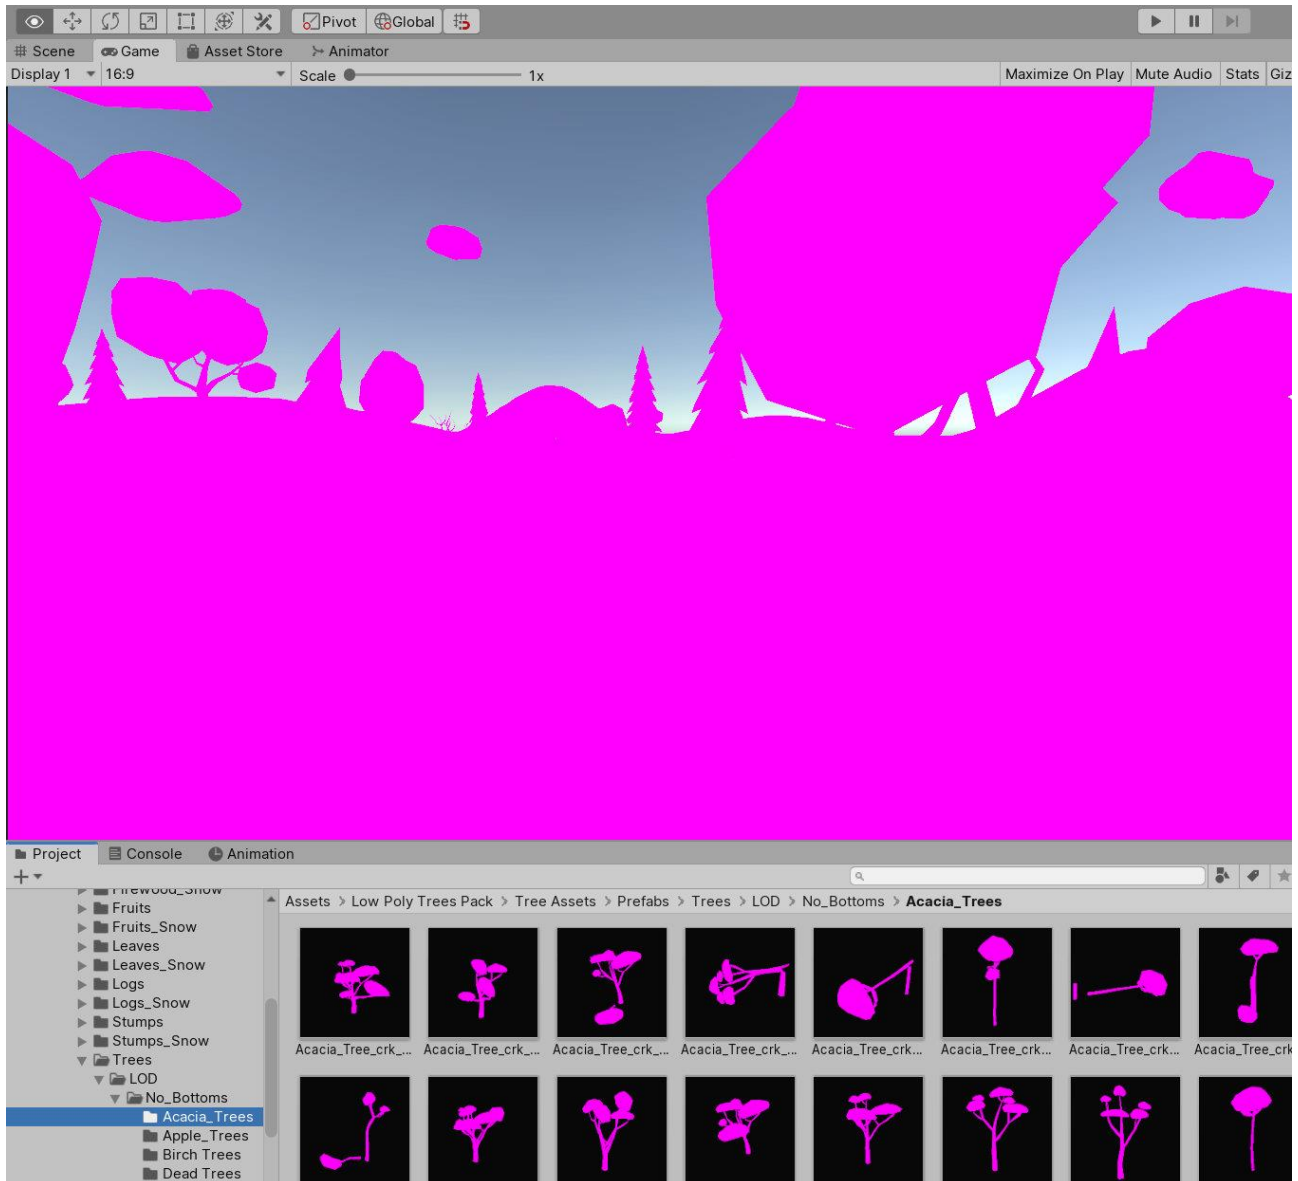 Pivot Global
Scene Game Asset Store Animator
Display 1 16:9 Scale 1x Maximize On Play Mute Audio Stats Giz
Project Console Animation
Firewood_Snow
Assets > Low Poly Trees Pack > Tree Assets > Prefabs > Trees > LOD > No_Bottoms > Acacia_Trees
Fruits
Fruits_Snow
Leaves
Leaves_Snow
Logs
Logs_Snow
Stumps
Stumps_Snow
Acacia_Tree_crk_... Acacia_Tree_crk_... Acacia_Tree_crk_... Acacia_Tree_crk_... Acacia_Tree_crk... Acacia_Tree_crk... Acacia_Tree_crk... Acacia_Tree_crk
Trees
LOD
No_Bottoms
Acacia_Trees
Apple_Trees
Birch Trees
Dead Trees